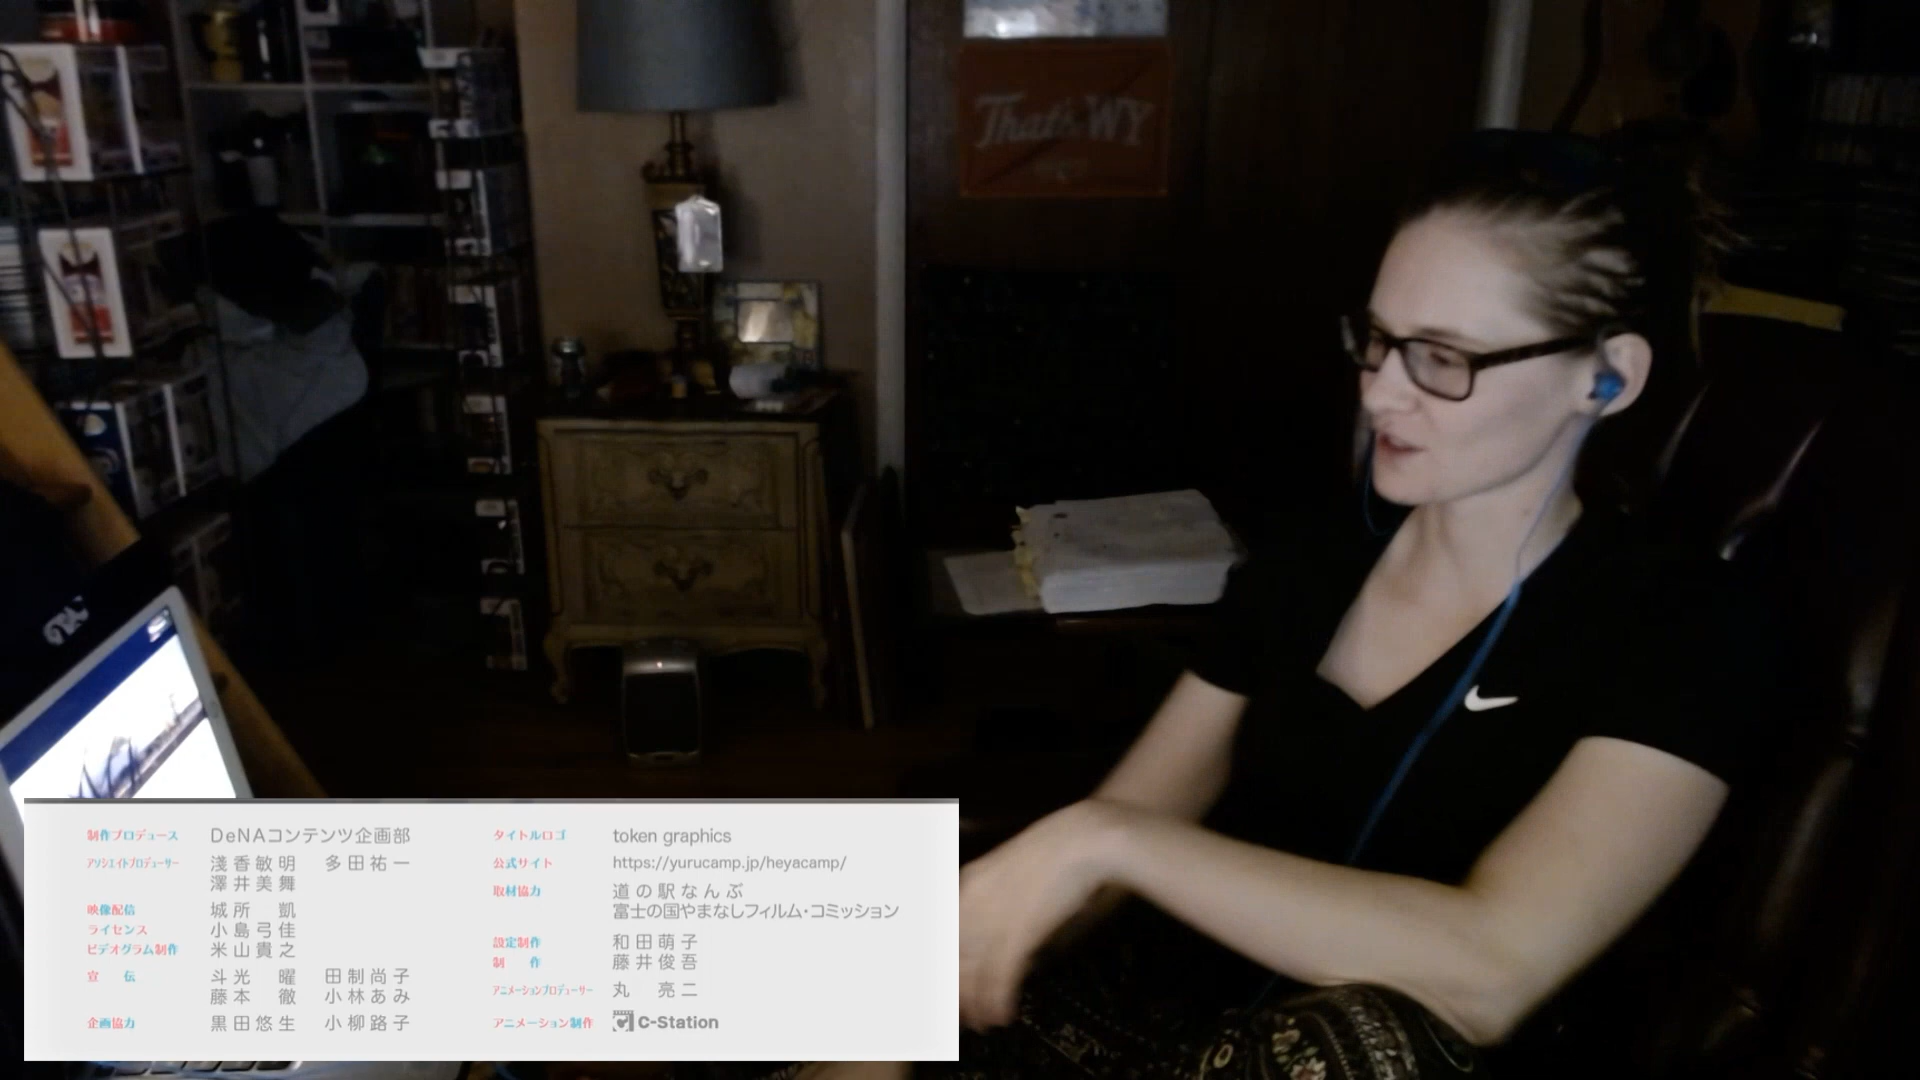 That's WY
制作プロデュース DeNAコンテンツ企画部
アソシエイトプロデューサー 淺香敏明 多田祐一
澤井美舞
映像配信 城所 凱
ライセンス 小島弓佳
ビデオグラム制作 米山貴之
宣 伝 斗光 曜 田制尚子
藤本 徹 小林あみ
企画協力 黒田悠生 小柳路子
タイトルロゴ token graphics
公式サイト https://yurucamp.jp/heyacamp/
取材協力 道の駅なんぶ
富士の国やまなしフィルム・コミッション
設定制作 和田萌子
制 作 藤井俊吾
アニメーションプロデューサー 丸 亮二
アニメーション制作 C-Station